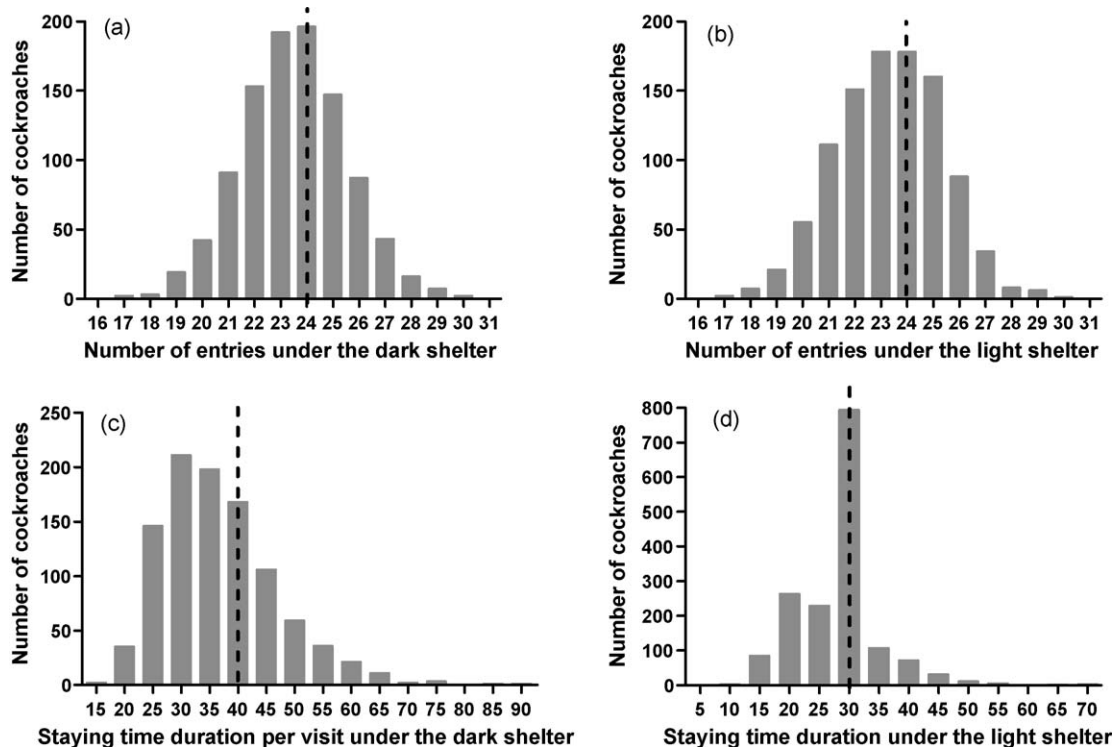 (a)
Number of cockroaches
200
150
100
50
0
16 17 18 19 20 21 22 23 24 25 26 27 28 29 30 31
Number of entries under the dark shelter
(b)
Number of cockroaches
200
150
100
50
0
16 17 18 19 20 21 22 23 24 25 26 27 28 29 30 31
Number of entries under the light shelter
(c)
Number of cockroaches
250
200
150
100
50
0
15 20 25 30 35 40 45 50 55 60 65 70 75 80 85 90
Staying time duration per visit under the dark shelter
(d)
Number of cockroaches
800
700
600
500
400
300
200
100
0
5 10 15 20 25 30 35 40 45 50 55 60 65 70
Staying time duration under the light shelter